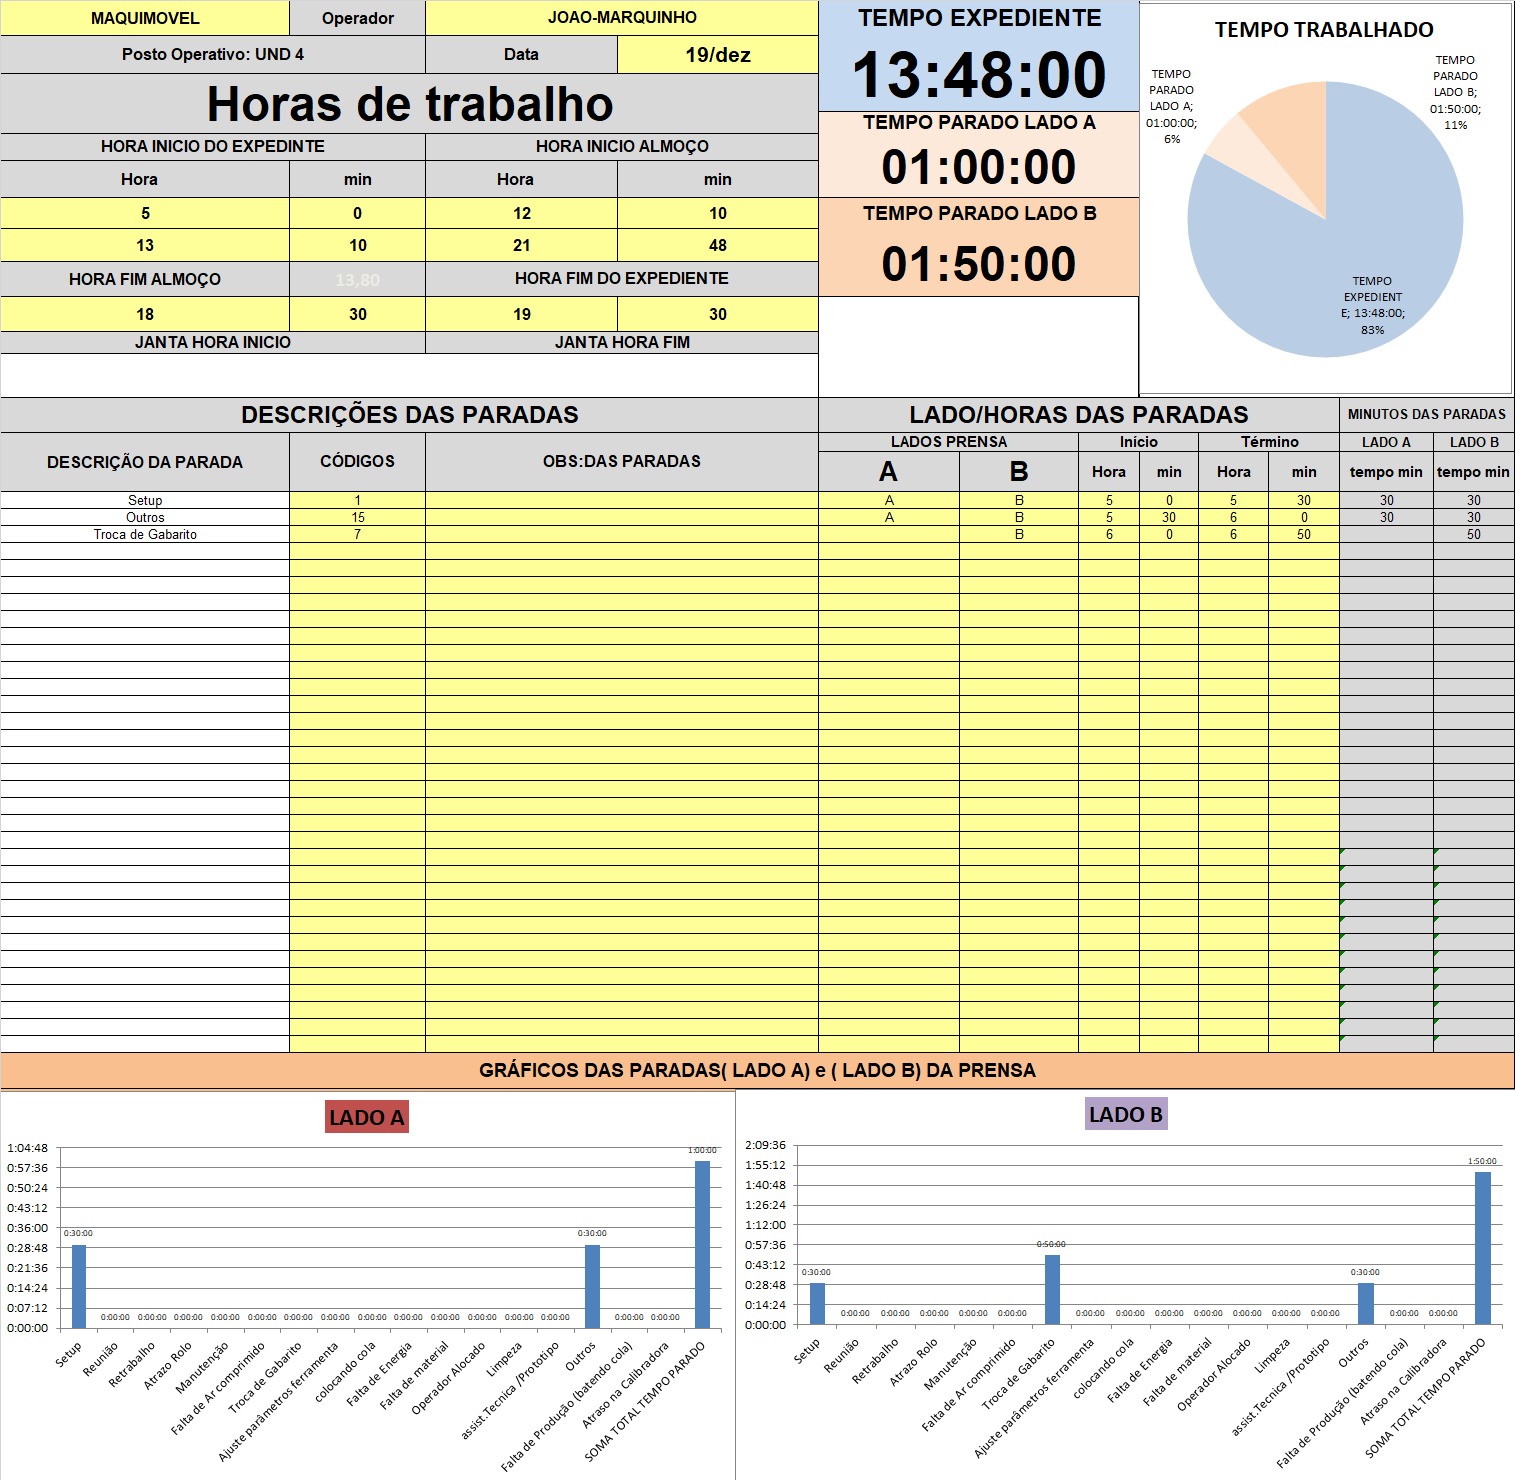 MAQUIMOVEL Operador JOAO-MARQUINHO
Posto Operativo: UND 4 Data 19/dez
Horas de trabalho
HORA INICIO DO EXPEDINTE HORA INICIO ALMOÇO
Hora min Hora min
5 0 12 10
13 10 21 48
HORA FIM ALMOÇO 13,80 HORA FIM DO EXPEDIENTE
18 30 19 30
JANTA HORA INICIO JANTA HORA FIM
TEMPO EXPEDIENTE
13:48:00
TEMPO PARADO LADO A
01:00:00
TEMPO PARADO LADO B
01:50:00
TEMPO TRABALHADO
TEMPO
PARADO
LADO A;
01:00:00;
6%
TEMPO
PARADO
LADO B;
01:50:00;
11%
TEMPO
EXPEDIENT
E; 13:48:00;
83%
DESCRIÇÕES DAS PARADAS LADO/HORAS DAS PARADAS MINUTOS DAS PARADAS
LADOS PRENSA Início Término LADO A LADO B
DESCRIÇÃO DA PARADA CÓDIGOS OBS:DAS PARADAS A B Hora min Hora min tempo min tempo min
Setup 1 A B 5 0 5 30 30 30
Outros 15 A B 5 30 6 0 30 30
Troca de Gabarito 7 B 6 0 6 50 50
GRÁFICOS DAS PARADAS( LADO A) e ( LADO B) DA PRENSA
LADO A
1:04:48
0:57:36
0:50:24
0:43:12
0:36:00
0:28:48
0:21:36
0:14:24
0:07:12
0:00:00
0:30:00 0:00:00 0:00:00 0:00:00 0:00:00 0:00:00 0:00:00 0:00:00 0:00:00 0:00:00 0:00:00 0:00:00 0:00:00 0:00:00 0:30:00 0:00:00 0:00:00 1:00:00
Setup
Reunião
Retrabalho
Atrazo Rolo
Manutenção
Falta de Ar comprimido
Troca de Gabarito
Ajuste parâmetros ferramenta
colocando cola
Falta de Energia
Falta de material
Operador Alocado
Limpeza
assist.Tecnica /Prototipo
Outros
Falta de Produção (batendo cola)
Atraso na Calibradora
SOMA TOTAL TEMPO PARADO
LADO B
2:09:36
1:55:12
1:40:48
1:26:24
1:12:00
0:57:36
0:43:12
0:28:48
0:14:24
0:00:00
0:30:00 0:00:00 0:00:00 0:00:00 0:00:00 0:00:00 0:50:00 0:00:00 0:00:00 0:00:00 0:00:00 0:00:00 0:00:00 0:00:00 0:30:00 0:00:00 0:00:00 1:50:00
Setup
Reunião
Retrabalho
Atrazo Rolo
Manutenção
Falta de Ar comprimido
Troca de Gabarito
Ajuste parâmetros ferramenta
colocando cola
Falta de Energia
Falta de material
Operador Alocado
Limpeza
assist.Tecnica /Prototipo
Outros
Falta de Produção (batendo cola)
Atraso na Calibradora
SOMA TOTAL TEMPO PARADO